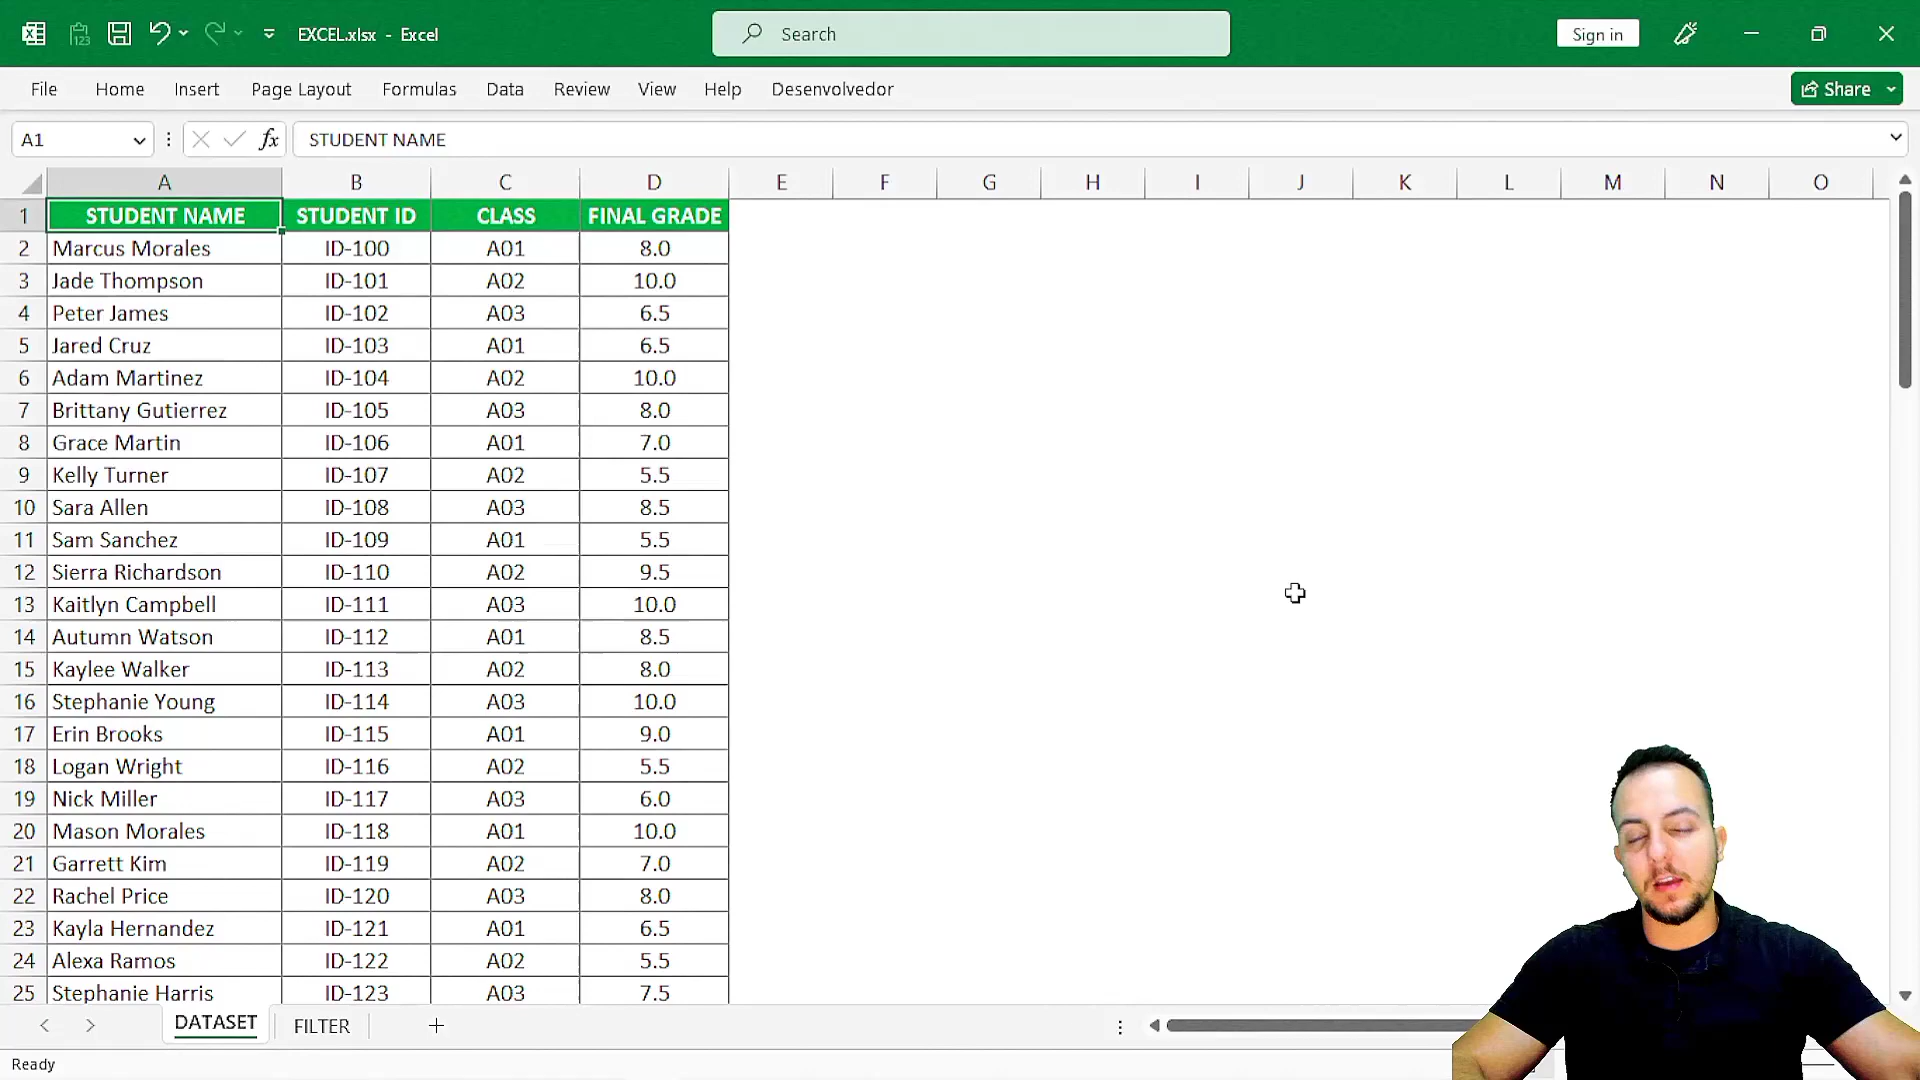 EXCEL.xlsx - Excel
Search
Sign in
File Home Insert Page Layout Formulas Data Review View Help Desenvolvedor
Share
A1 fx STUDENT NAME
A B C D E F G H I J K L M N O
1 STUDENT NAME STUDENT ID CLASS FINAL GRADE
2 Marcus Morales ID-100 A01 8.0
3 Jade Thompson ID-101 A02 10.0
4 Peter James ID-102 A03 6.5
5 Jared Cruz ID-103 A01 6.5
6 Adam Martinez ID-104 A02 10.0
7 Brittany Gutierrez ID-105 A03 8.0
8 Grace Martin ID-106 A01 7.0
9 Kelly Turner ID-107 A02 5.5
10 Sara Allen ID-108 A03 8.5
11 Sam Sanchez ID-109 A01 5.5
12 Sierra Richardson ID-110 A02 9.5
13 Kaitlyn Campbell ID-111 A03 10.0
14 Autumn Watson ID-112 A01 8.5
15 Kaylee Walker ID-113 A02 8.0
16 Stephanie Young ID-114 A03 10.0
17 Erin Brooks ID-115 A01 9.0
18 Logan Wright ID-116 A02 5.5
19 Nick Miller ID-117 A03 6.0
20 Mason Morales ID-118 A01 10.0
21 Garrett Kim ID-119 A02 7.0
22 Rachel Price ID-120 A03 8.0
23 Kayla Hernandez ID-121 A01 6.5
24 Alexa Ramos ID-122 A02 5.5
25 Stephanie Harris ID-123 A03 7.5
DATASET FILTER
Ready